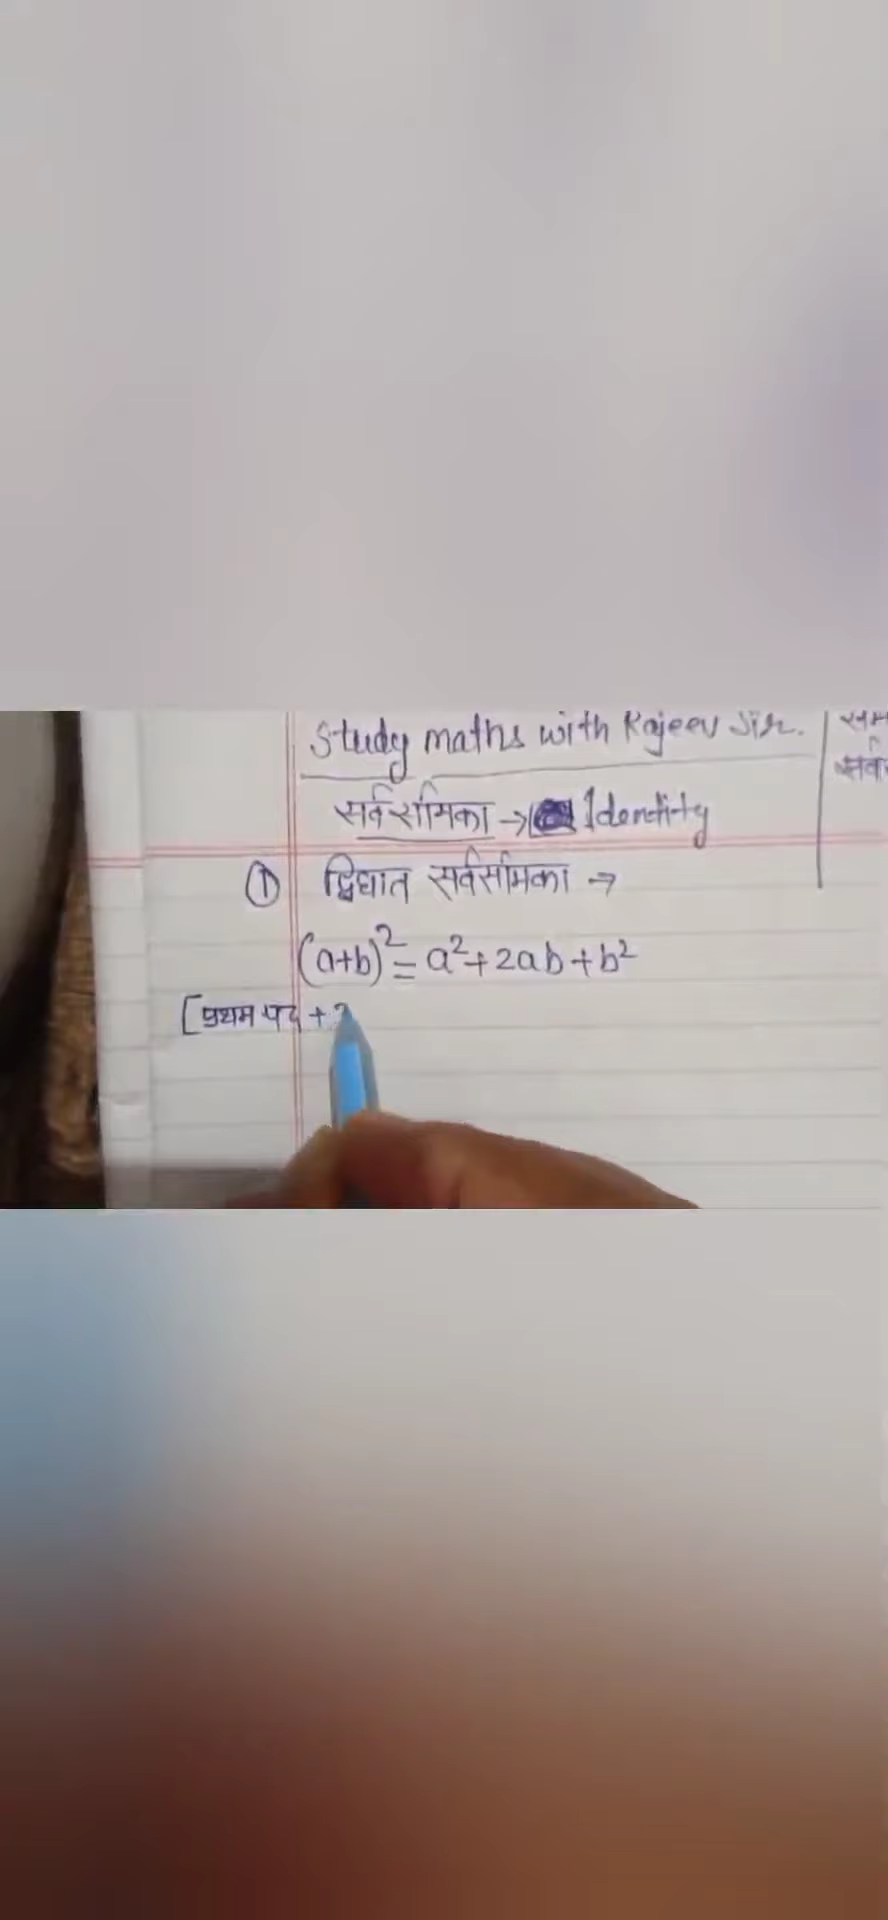 Study maths with Rajeev Sir.
सर्वसमिका → Identity
① द्विघात सर्वसमिका →
(a+b)² = a² + 2ab + b²
[प्रथम पद +